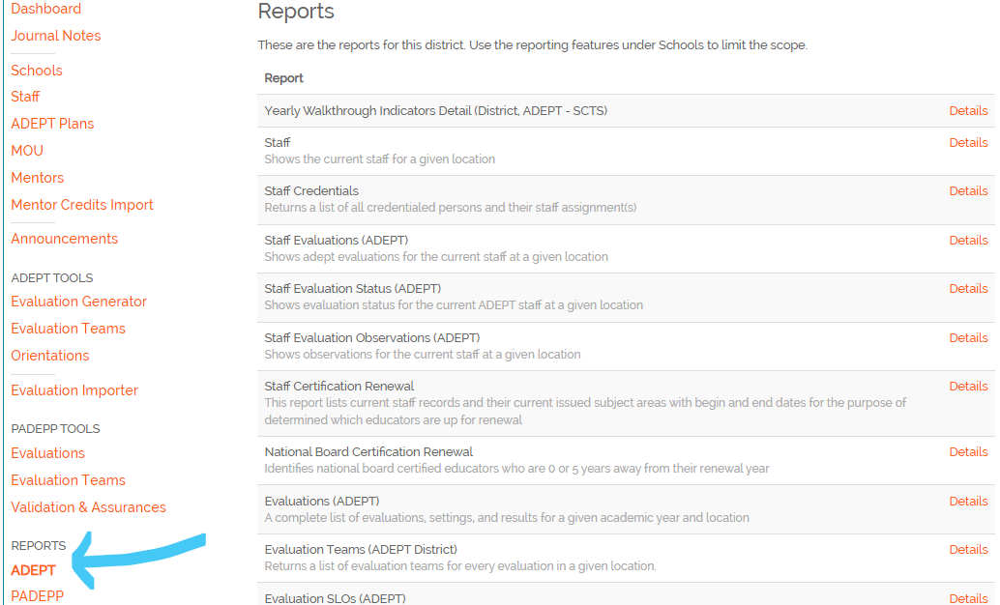 Dashboard
Journal Notes
Schools
Staff
ADEPT Plans
MOU
Mentors
Mentor Credits Import
Announcements
ADEPT TOOLS
Evaluation Generator
Evaluation Teams
Orientations
Evaluation Importer
PADEPP TOOLS
Evaluations
Evaluation Teams
Validation & Assurances
REPORTS
ADEPT
PADEPP
Reports
These are the reports for this district. Use the reporting features under Schools to limit the scope.
Report
Yearly Walkthrough Indicators Detail (District, ADEPT - SCTS) Details
Staff Details
Shows the current staff for a given location
Staff Credentials Details
Returns a list of all credentialed persons and their staff assignment(s)
Staff Evaluations (ADEPT) Details
Shows adept evaluations for the current staff at a given location
Staff Evaluation Status (ADEPT) Details
Shows evaluation status for the current ADEPT staff at a given location
Staff Evaluation Observations (ADEPT) Details
Shows observations for the current staff at a given location
Staff Certification Renewal Details
This report lists current staff records and their current issued subject areas with begin and end dates for the purpose of
determined which educators are up for renewal
National Board Certification Renewal Details
Identifies national board certified educators who are 0 or 5 years away from their renewal year
Evaluations (ADEPT) Details
A complete list of evaluations, settings, and results for a given academic year and location
Evaluation Teams (ADEPT District) Details
Returns a list of evaluation teams for every evaluation in a given location.
Evaluation SLOs (ADEPT) Details